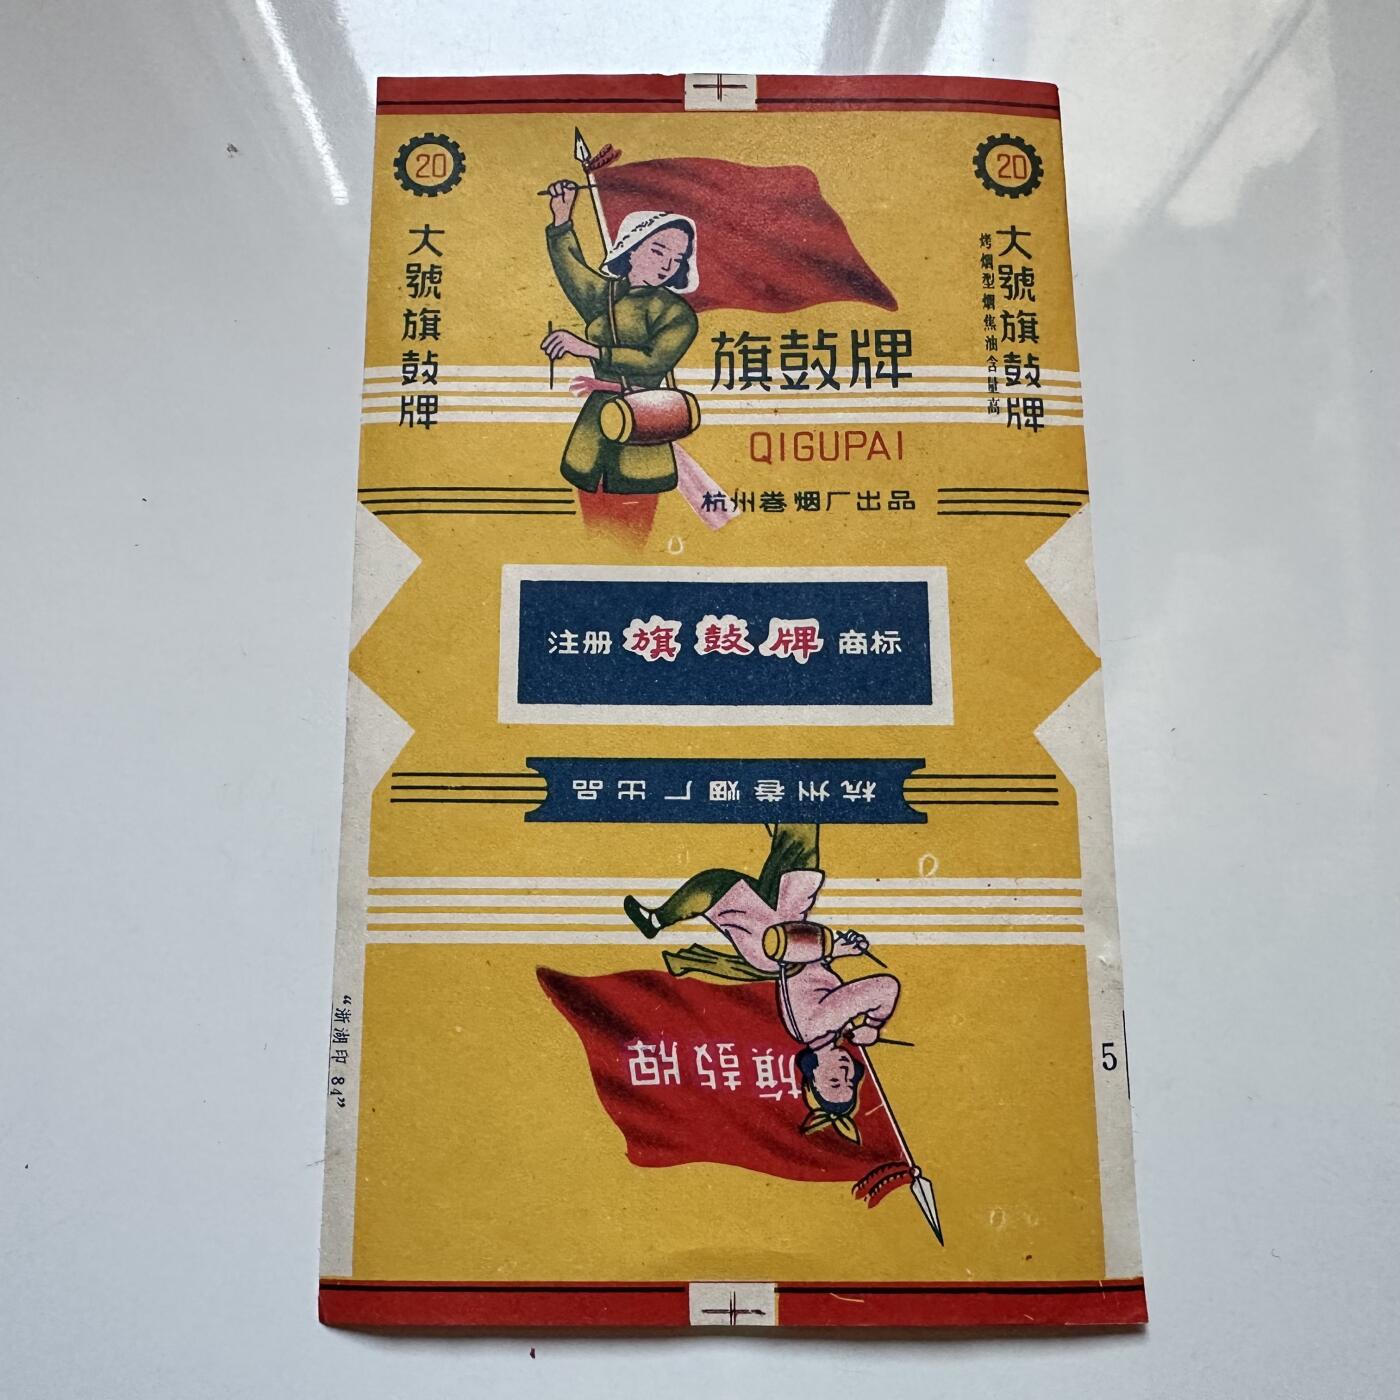 20
大號旗鼓牌
旗鼓牌
QIGUPAI
杭州卷烟厂出品
20
大號旗鼓牌
烤烟型烟焦油含量高
注册 旗鼓牌 商标
杭州卷烟厂出品
旗鼓牌
“浙湖印 84”
5